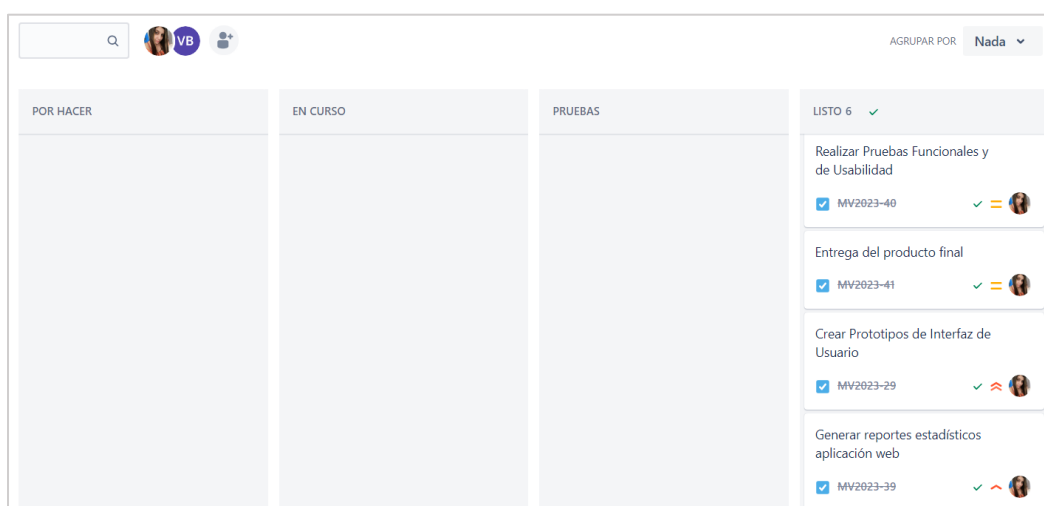 VB
AGRUPAR POR Nada
POR HACER
EN CURSO
PRUEBAS
LISTO 6
Realizar Pruebas Funcionales y
de Usabilidad
MV2023-40
Entrega del producto final
MV2023-41
Crear Prototipos de Interfaz de
Usuario
MV2023-29
Generar reportes estadísticos
aplicación web
MV2023-39